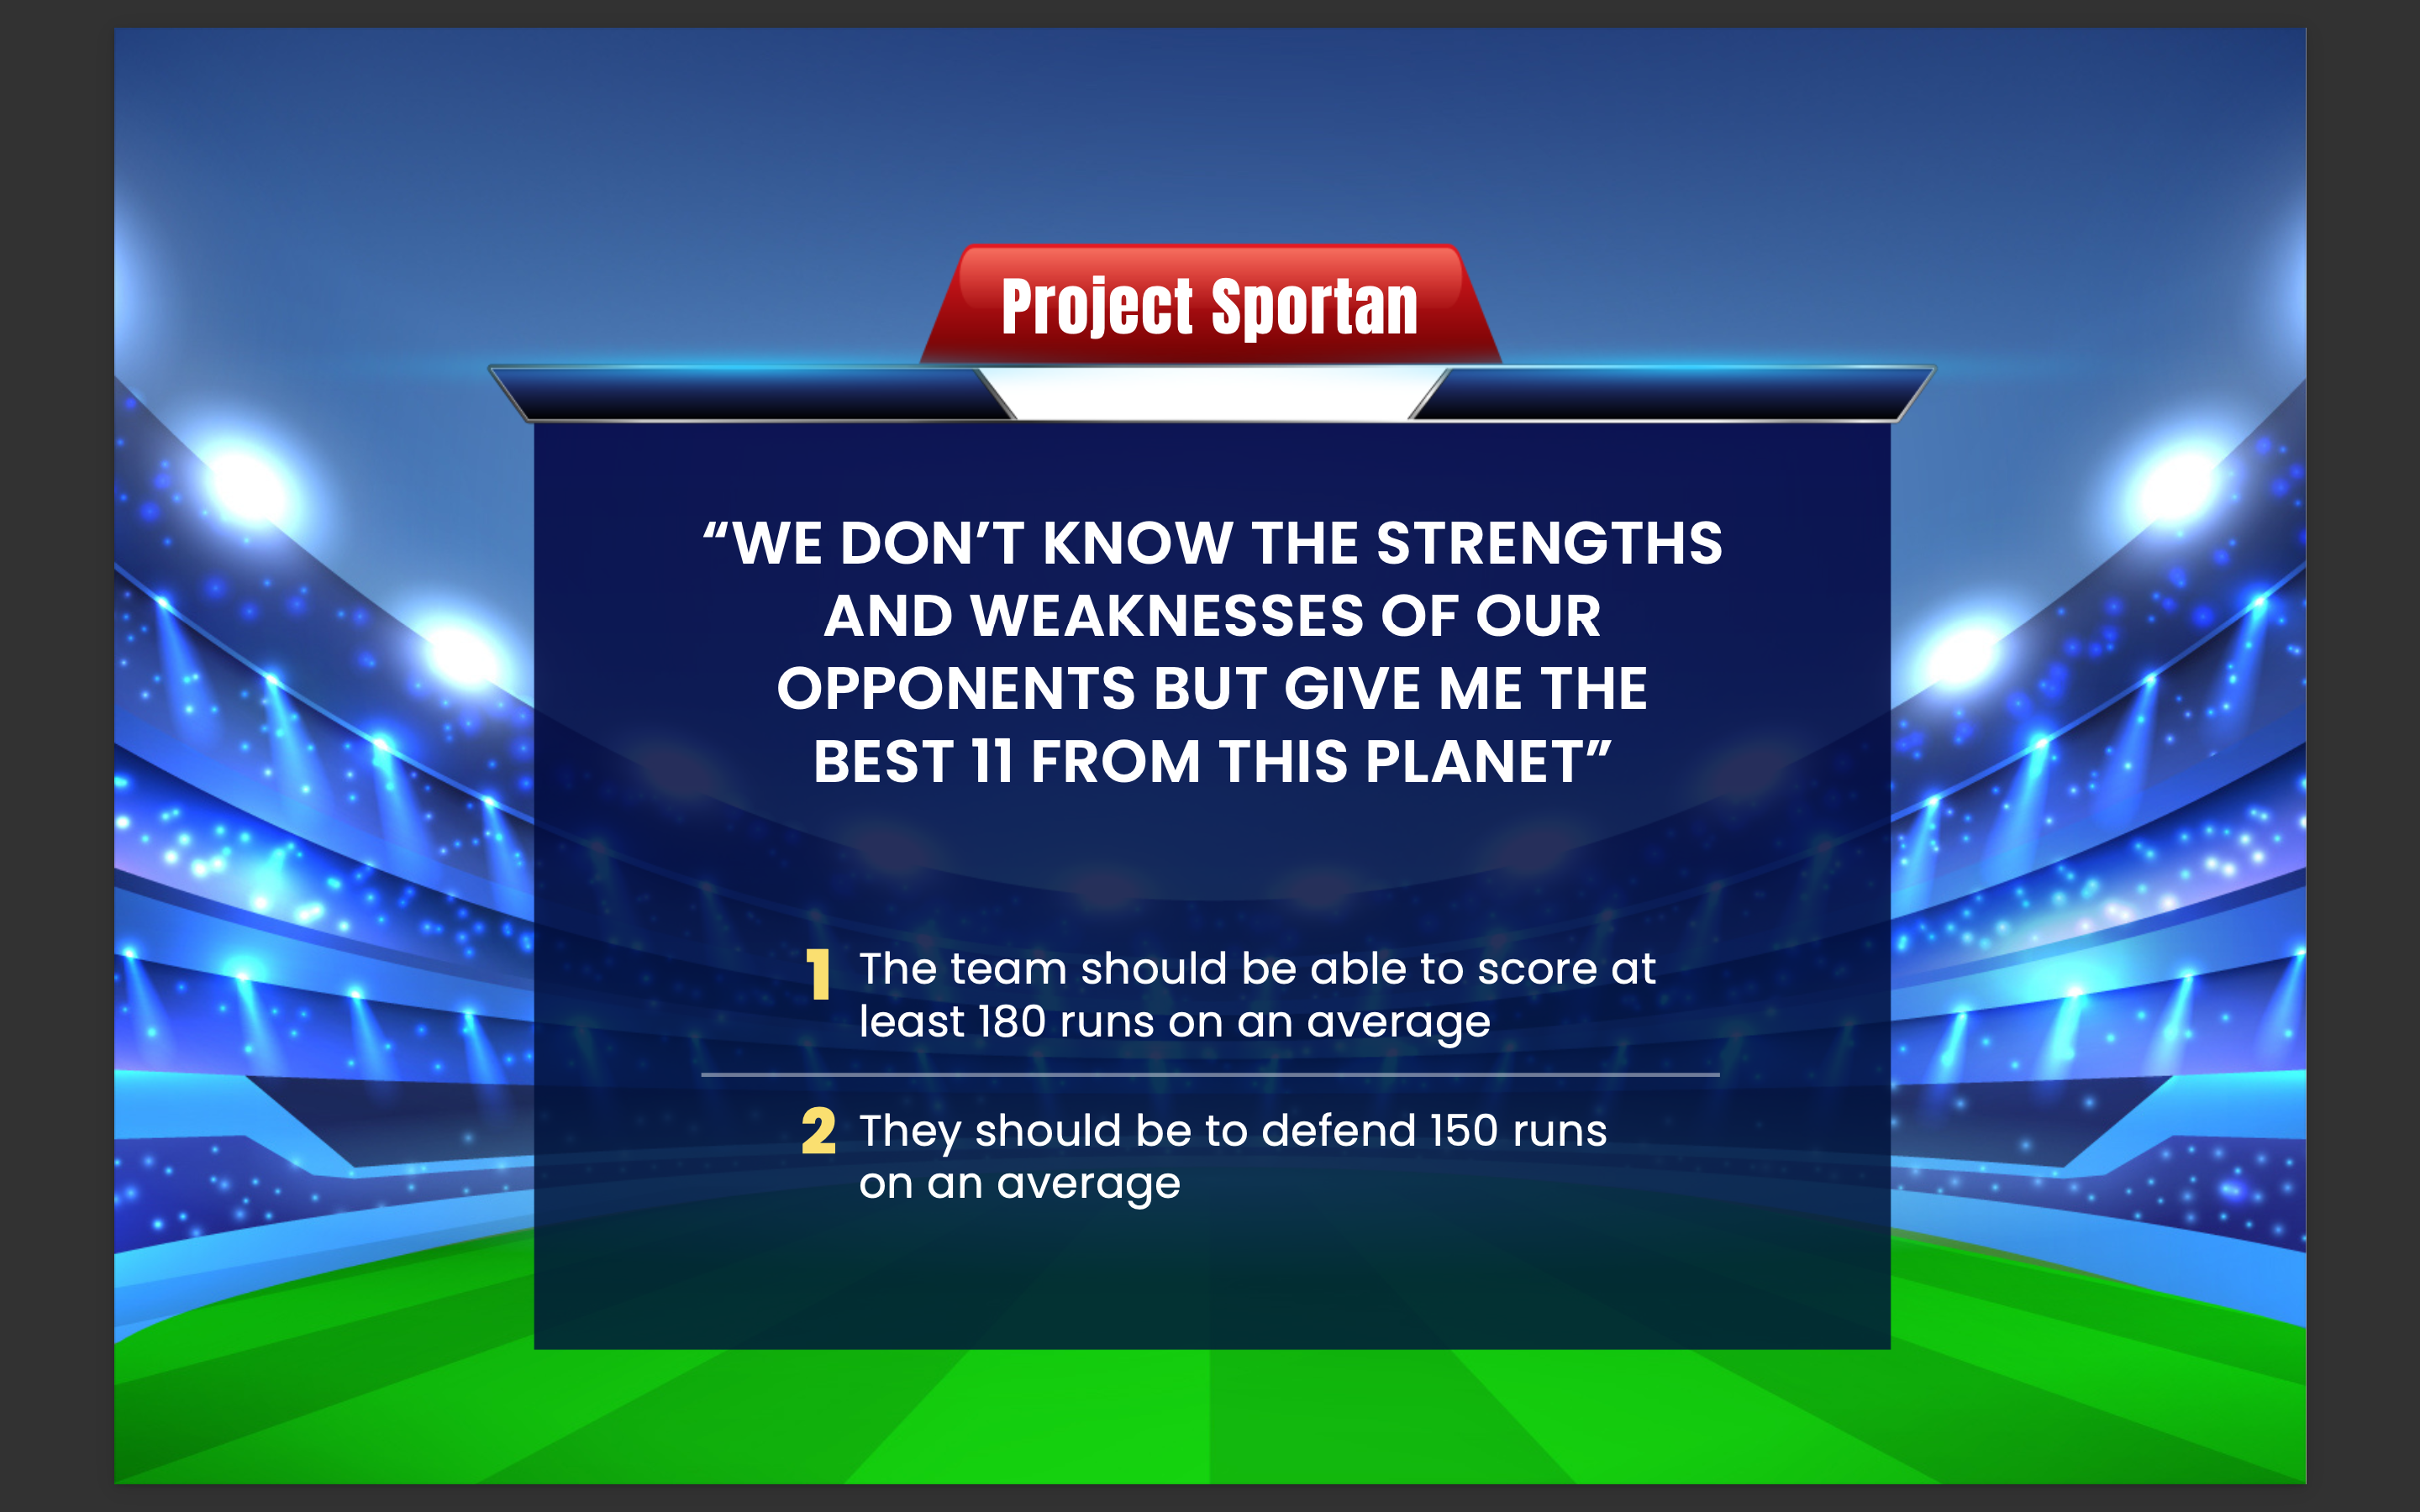 Project Sportan
“WE DON’T KNOW THE STRENGTHS
AND WEAKNESSES OF OUR
OPPONENTS BUT GIVE ME THE
BEST 11 FROM THIS PLANET”
1 The team should be able to score at
least 180 runs on an average
2 They should be to defend 150 runs
on an average